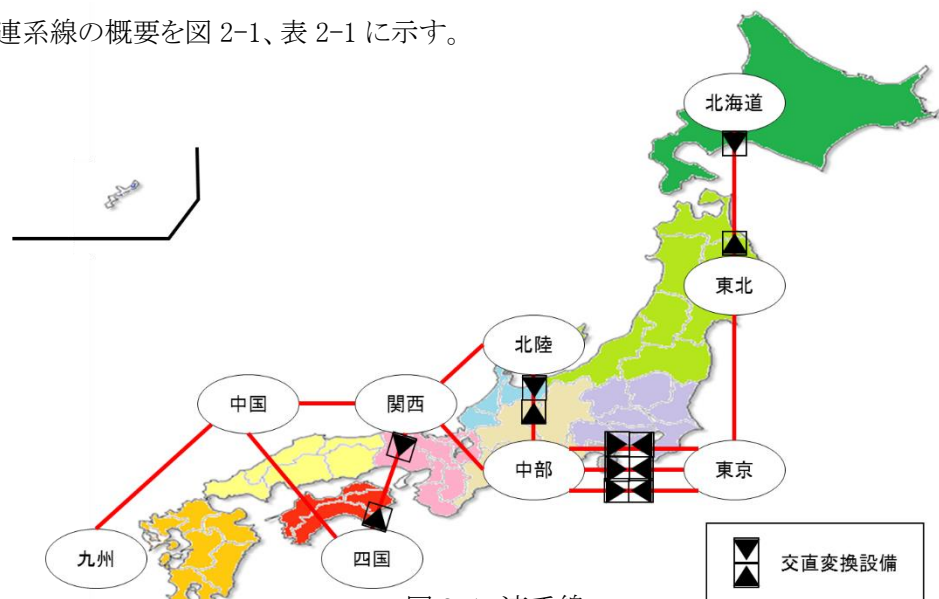 連系線の概要を図 2-1、表 2-1 に示す。
北海道
東北
北陸
中国
関西
中部
東京
九州
四国
交直変換設備